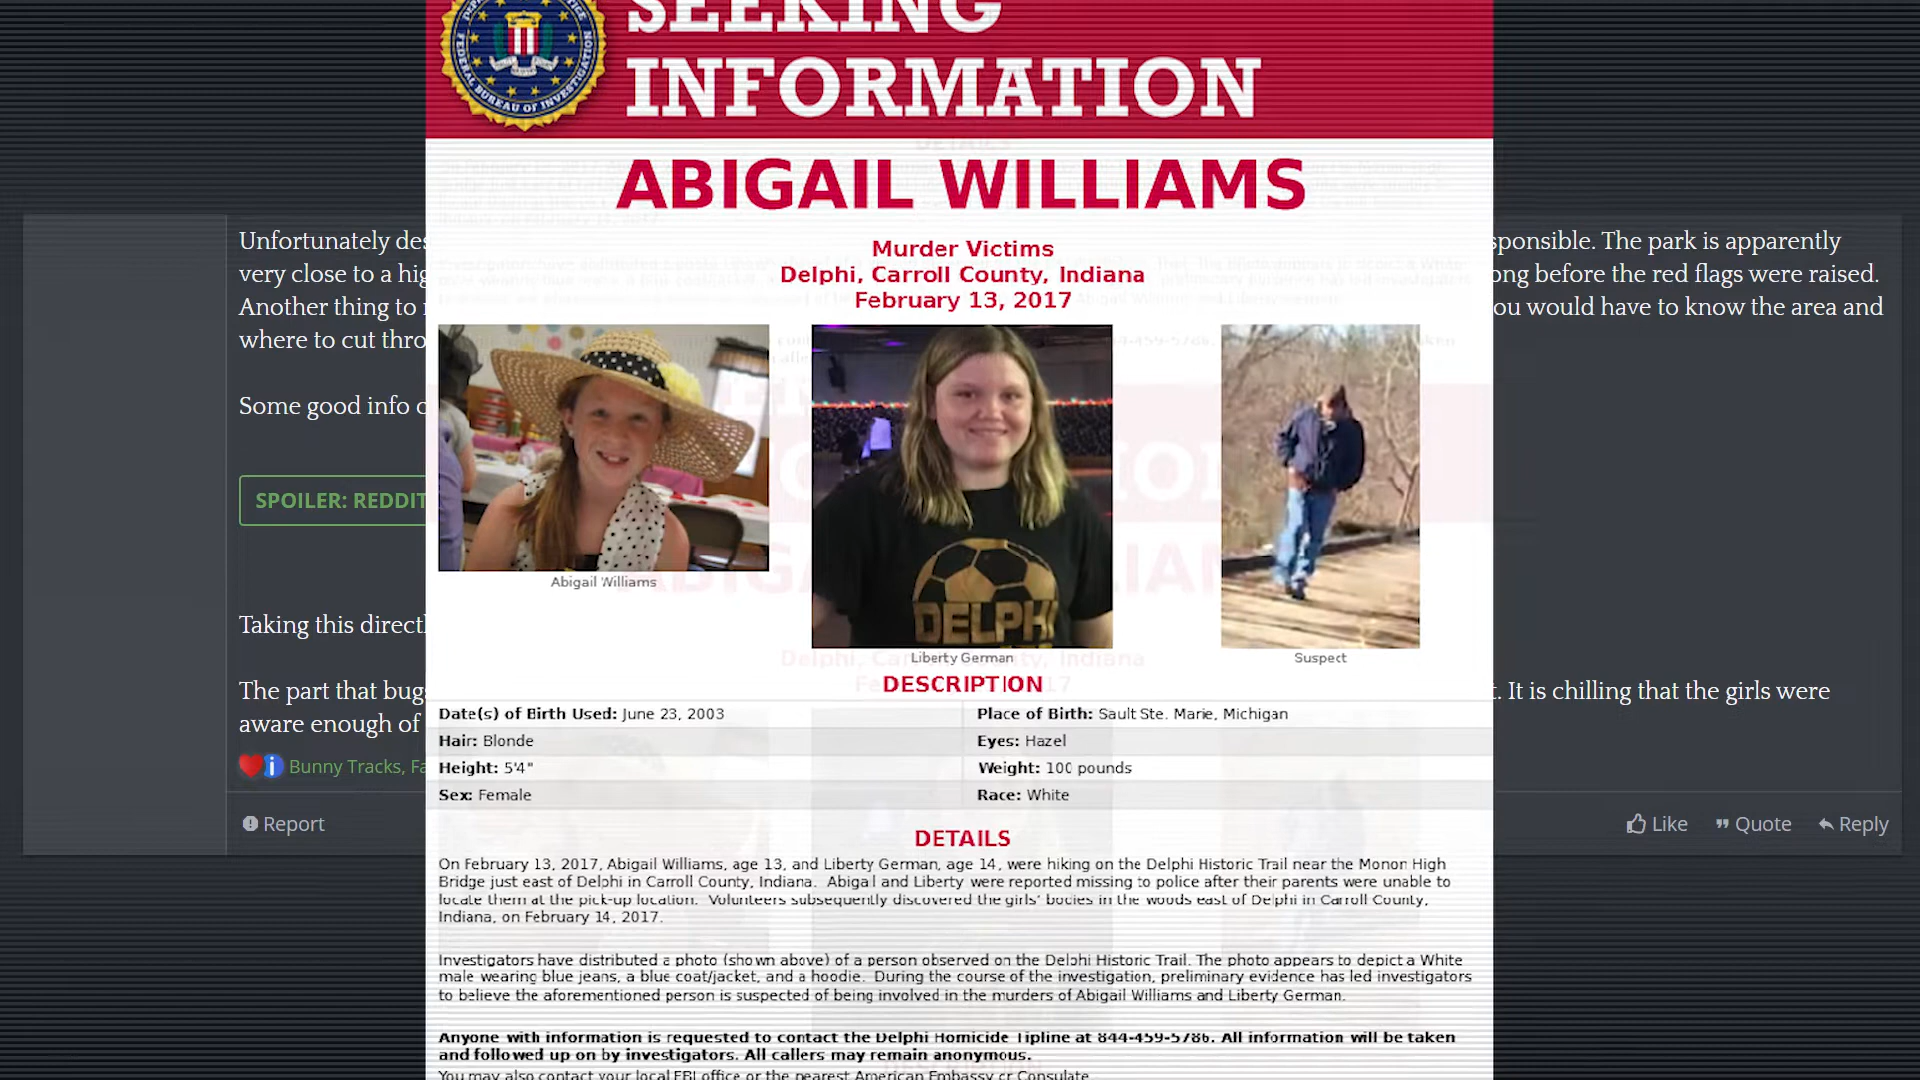 SEEKING
INFORMATION
FEDERAL BUREAU OF INVESTIGATION
ABIGAIL WILLIAMS
Murder Victims
Delphi, Carroll County, Indiana
February 13, 2017
Abigail Williams
DELPHI
Liberty German
Suspect
DESCRIPTION
Date(s) of Birth Used: June 23, 2003
Place of Birth: Sault Ste. Marie, Michigan
Hair: Blonde
Eyes: Hazel
Height: 5'4"
Weight: 100 pounds
Sex: Female
Race: White
DETAILS
On February 13, 2017, Abigail Williams, age 13, and Liberty German, age 14, were hiking on the Delphi Historic Trail near the Monon High
Bridge just east of Delphi in Carroll County, Indiana. Abigail and Liberty were reported missing to police after their parents were unable to
locate them at the pick-up location. Volunteers subsequently discovered the girls' bodies in the woods east of Delphi in Carroll County,
Indiana, on February 14, 2017.
Investigators have distributed a photo (shown above) of a person observed on the Delphi Historic Trail. The photo appears to depict a White
male wearing blue jeans, a blue coat/jacket, and a hoodie. During the course of the investigation, preliminary evidence has led investigators
to believe the aforementioned person is suspected of being involved in the murders of Abigail Williams and Liberty German.
Anyone with information is requested to contact the Delphi Homicide Tipline at 844-459-5786. All information will be taken
and followed up on by investigators. All callers may remain anonymous.
You may also contact your local FBI office or the nearest American Embassy or Consulate.
Unfortunately
sponsible. The park is apparently
very close to a
ong before the red flags were raised.
Another thing to
ou would have to know the area and
where to cut
Some good info
SPOILER: REDDIT
Taking this
The part that
. It is chilling that the girls were
aware enough of
Bunny Tracks,
Report
Like
Quote
Reply